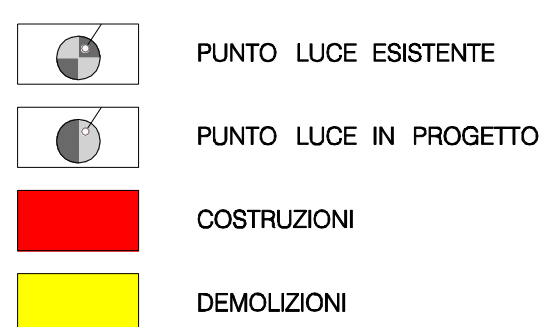 PUNTO LUCE ESISTENTE
PUNTO LUCE IN PROGETTO
COSTRUZIONI
DEMOLIZIONI